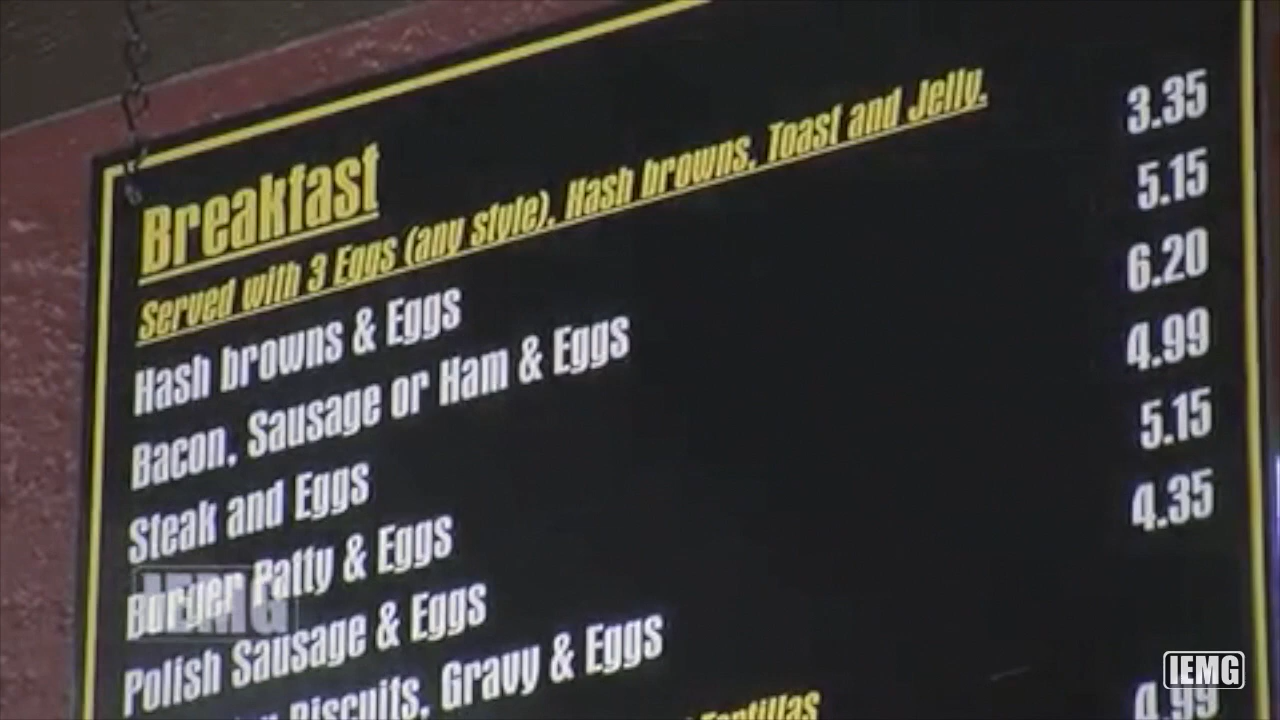 Breakfast
Served with 3 Eggs (any style), Hash browns, Toast and Jelly.
Hash browns & Eggs 3.35
Bacon, Sausage or Ham & Eggs 5.15
Steak and Eggs 6.20
Burger Patty & Eggs 4.99
Polish Sausage & Eggs 5.15
Biscuits, Gravy & Eggs 4.35
Tortillas 4.99
IEMG
IEMG